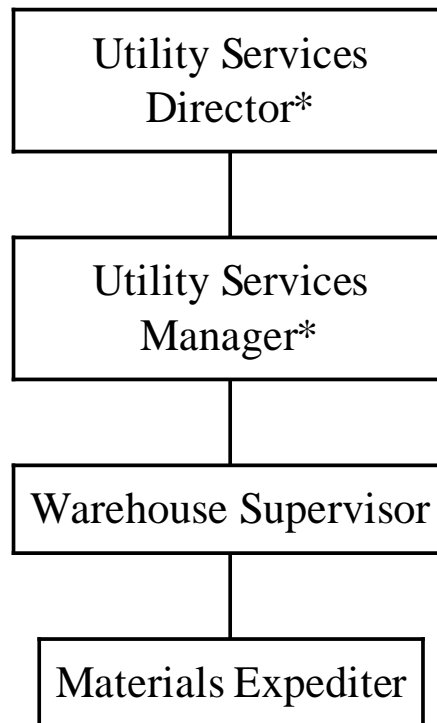 Utility Services
Director*
Utility Services
Manager*
Warehouse Supervisor
Materials Expediter